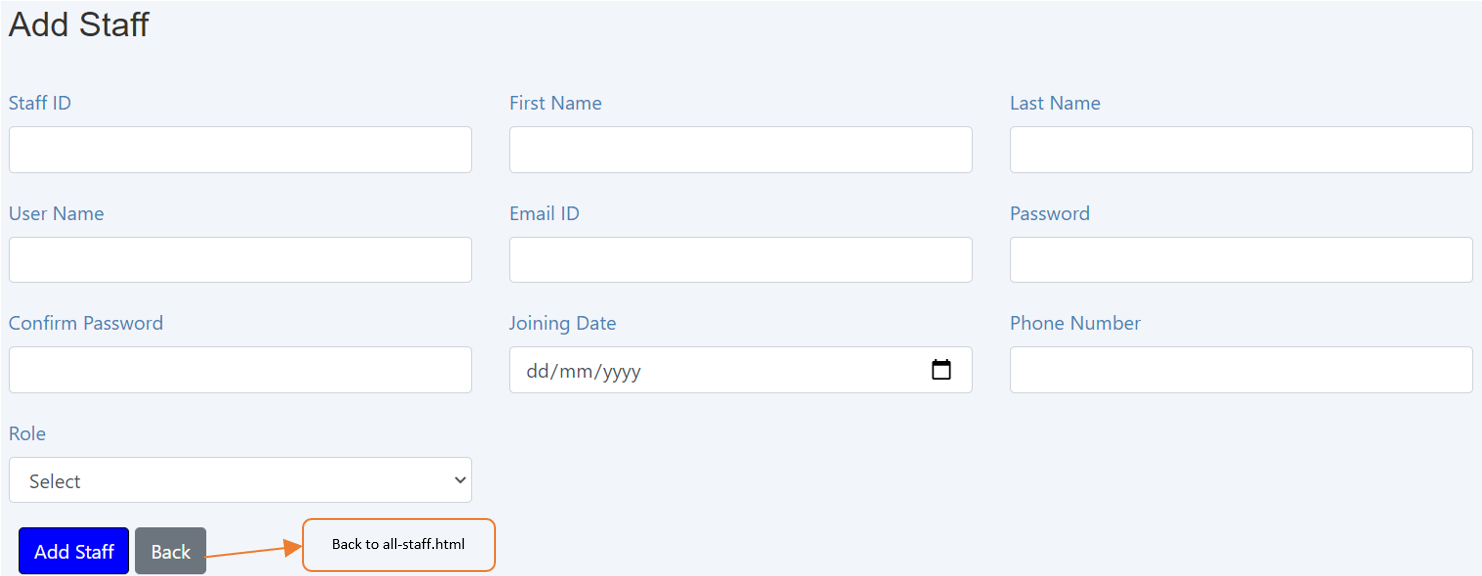 Add Staff
Staff ID First Name Last Name
User Name Email ID Password
Confirm Password Joining Date Phone Number
dd/mm/yyyy
Role
Select
Add Staff Back Back to all-staff.html